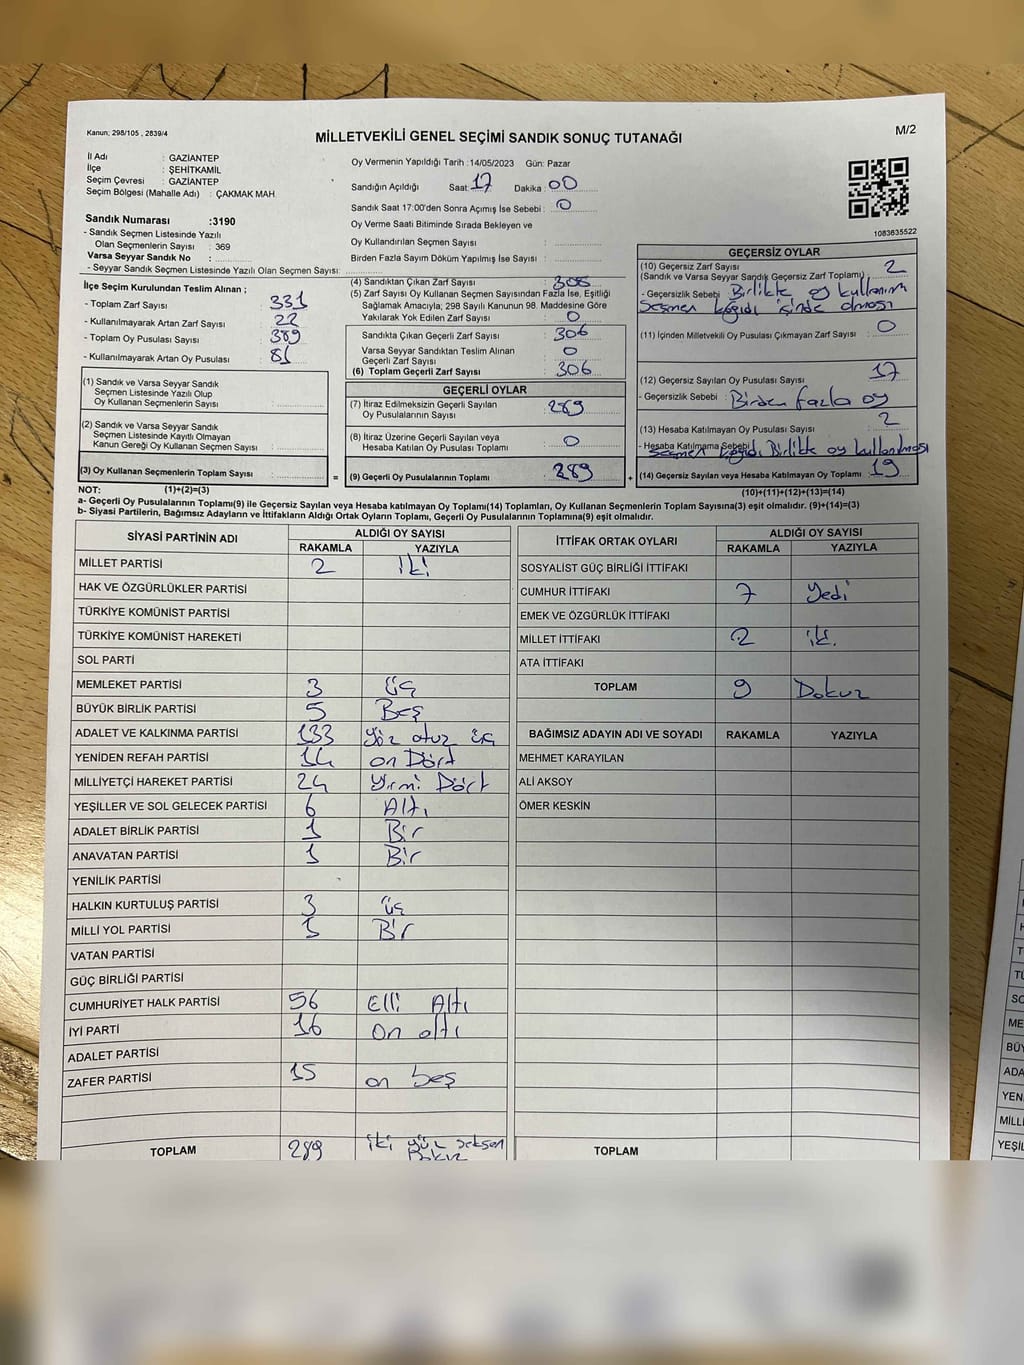 Kanun; 298/105 , 2839/4
M/2
MİLLETVEKİLİ GENEL SEÇİMİ SANDIK SONUÇ TUTANAĞI
İl Adı : GAZİANTEP
İlçe : ŞEHİTKAMİL
Seçim Çevresi : GAZİANTEP
Seçim Bölgesi (Mahalle Adı) : ÇAKMAK MAH
Sandık Numarası :3190
- Sandık Seçmen Listesinde Yazılı
Olan Seçmenlerin Sayısı : 369
Varsa Seyyar Sandık No :
- Seyyar Sandık Seçmen Listesinde Yazılı Olan Seçmen Sayısı:
İlçe Seçim Kurulundan Teslim Alınan ;
- Toplam Zarf Sayısı : 331
- Kullanılmayarak Artan Zarf Sayısı : 22
- Toplam Oy Pusulası Sayısı : 389
- Kullanılmayarak Artan Oy Pusulası : 81
Oy Vermenin Yapıldığı Tarih :14/05/2023 Gün: Pazar
Sandığın Açıldığı Saat: 17 Dakika: 00
Sandık Saat 17:00'den Sonra Açımış İse Sebebi : 0
Oy Verme Saati Bitiminde Sırada Bekleyen ve
Oy Kullandırılan Seçmen Sayısı :
Birden Fazla Sayım Döküm Yapılmış İse Sayısı :
(4) Sandıktan Çıkan Zarf Sayısı : 308
(5) Zarf Sayısı Oy Kullanan Seçmen Sayısından Fazla İse, Eşitliği
Sağlamak Amacıyla; 298 Sayılı Kanunun 98. Maddesine Göre
Yakılarak Yok Edilen Zarf Sayısı : 0
Sandıkta Çıkan Geçerli Zarf Sayısı : 306
Varsa Seyyar Sandıktan Teslim Alınan
Geçerli Zarf Sayısı : 0
(6) Toplam Geçerli Zarf Sayısı : 306
1083635522
GEÇERSİZ OYLAR
(10) Geçersiz Zarf Sayısı
(Sandık ve Varsa Seyyar Sandık Geçersiz Zarf Toplamı) : 2
- Geçersizlik Sebebi : Birlikte oy kullanım
seçmen kağıdı içinde olması
(11) İçinden Milletvekili Oy Pusulası Çıkmayan Zarf Sayısı : 0
(12) Geçersiz Sayılan Oy Pusulası Sayısı : 17
- Geçersizlik Sebebi : Birden fazla oy
(13) Hesaba Katılmayan Oy Pusulası Sayısı : 2
- Hesaba Katılmama Sebebi :
seçmen kağıdı Birlikte oy kullanılması
(14) Geçersiz Sayılan veya Hesaba Katılmayan Oy Toplamı : 19
(10)+(11)+(12)+(13)=(14)
(1) Sandık ve Varsa Seyyar Sandık
Seçmen Listesinde Yazılı Olup
Oy Kullanan Seçmenlerin Sayısı :
(2) Sandık ve Varsa Seyyar Sandık
Seçmen Listesinde Kayıtlı Olmayan
Kanun Gereği Oy Kullanan Seçmen Sayısı :
(3) Oy Kullanan Seçmenlerin Toplam Sayısı : =
(1)+(2)=(3)
GEÇERLİ OYLAR
(7) İtiraz Edilmeksizin Geçerli Sayılan
Oy Pusulalarının Sayısı : 289
(8) İtiraz Üzerine Geçerli Sayılan veya
Hesaba Katılan Oy Pusulası Toplamı : 0
(9) Geçerli Oy Pusulalarının Toplamı : 289 +
NOT:
a- Geçerli Oy Pusulalarının Toplamı(9) ile Geçersiz Sayılan veya Hesaba katılmayan Oy Toplamı(14) Toplamları, Oy Kullanan Seçmenlerin Toplam Sayısına(3) eşit olmalıdır. (9)+(14)=(3)
b- Siyasi Partilerin, Bağımsız Adayların ve İttifakların Aldığı Ortak Oyların Toplamı, Geçerli Oy Pusulalarının Toplamına(9) eşit olmalıdır.
SİYASİ PARTİNİN ADI ALDIĞI OY SAYISI
RAKAMLA YAZIYLA
MİLLET PARTİSİ 2 iki
HAK VE ÖZGÜRLÜKLER PARTİSİ
TÜRKİYE KOMÜNİST PARTİSİ
TÜRKİYE KOMÜNİST HAREKETİ
SOL PARTİ
MEMLEKET PARTİSİ 3 üç
BÜYÜK BİRLİK PARTİSİ 5 Beş
ADALET VE KALKINMA PARTİSİ 133 yöz otuz üç
YENİDEN REFAH PARTİSİ 14 on Dört
MİLLİYETÇİ HAREKET PARTİSİ 24 yirmi Dört
YEŞİLLER VE SOL GELECEK PARTİSİ 6 Altı
ADALET BİRLİK PARTİSİ 1 Bir
ANAVATAN PARTİSİ 1 Bir
YENİLİK PARTİSİ
HALKIN KURTULUŞ PARTİSİ 3 üç
MİLLİ YOL PARTİSİ 1 Bir
VATAN PARTİSİ
GÜÇ BİRLİĞİ PARTİSİ
CUMHURİYET HALK PARTİSİ 56 Elli Altı
İYİ PARTİ 16 On altı
ADALET PARTİSİ
ZAFER PARTİSİ 15 on beş
TOPLAM 289 iki yüz seksen
Dokuz
İTTİFAK ORTAK OYLARI ALDIĞI OY SAYISI
RAKAMLA YAZIYLA
SOSYALİST GÜÇ BİRLİĞİ İTTİFAKI
CUMHUR İTTİFAKI 7 Yedi
EMEK VE ÖZGÜRLÜK İTTİFAKI
MİLLET İTTİFAKI 2 iki
ATA İTTİFAKI
TOPLAM 9 Dokuz
BAĞIMSIZ ADAYIN ADI VE SOYADI RAKAMLA YAZIYLA
MEHMET KARAYILAN
ALİ AKSOY
ÖMER KESKİN
TOPLAM
SO
ME
BÜY
ADA
YEN
MİLLİ
YEŞİL